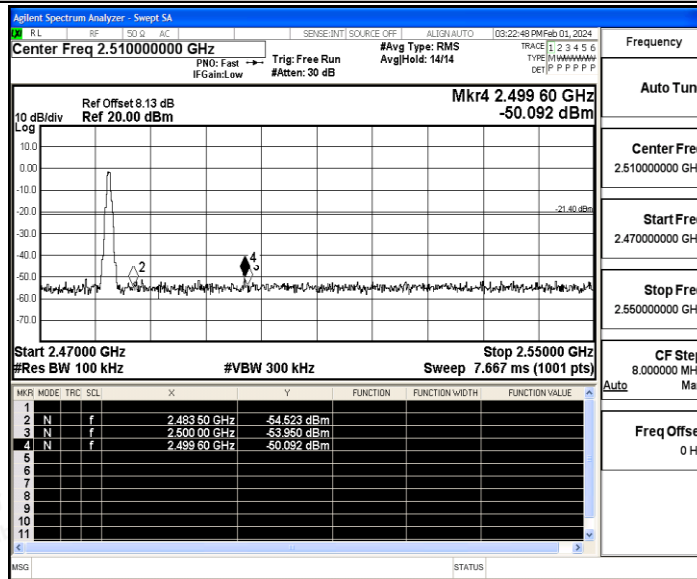 Agilent Spectrum Analyzer - Swept SA
RL RF 50 Ω AC SENSE:INT SOURCE OFF ALIGN AUTO 03:22:48 PM Feb 01, 2024
Center Freq 2.510000000 GHz
PNO: Fast
IFGain:Low
Trig: Free Run
#Atten: 30 dB
#Avg Type: RMS
Avg|Hold: 14/14
TRACE 1 2 3 4 5 6
TYPE M WWWWW
DET P P P P P P
Mkr4 2.499 60 GHz
-50.092 dBm
Ref Offset 8.13 dB
10 dB/div Ref 20.00 dBm
Log
10.0
0.00
-10.0
-20.0
-30.0
-40.0
-50.0
-60.0
-70.0
-21.40 dBm
2
4
3
Start 2.47000 GHz Stop 2.55000 GHz
#Res BW 100 kHz #VBW 300 kHz Sweep 7.667 ms (1001 pts)
MKR MODE TRC SCL X Y FUNCTION FUNCTION WIDTH FUNCTION VALUE
1
2 N f 2.483 50 GHz -54.523 dBm
3 N f 2.500 00 GHz -53.950 dBm
4 N f 2.499 60 GHz -50.092 dBm
5
6
7
8
9
10
11
MSG STATUS
Frequency
Auto Tun
Center Fre
2.510000000 GH
Start Fre
2.470000000 GH
Stop Fre
2.550000000 GH
CF Step
8.000000 MH
Auto Ma
Freq Offse
0 H